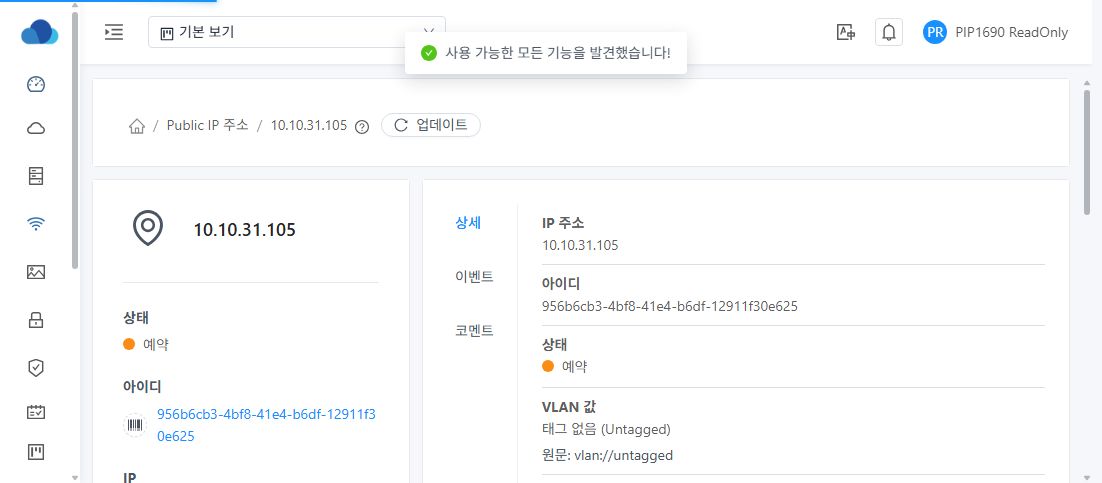 기본 보기
사용 가능한 모든 기능을 발견했습니다!
PR PIP1690 ReadOnly
/ Public IP 주소 / 10.10.31.105 업데이트
10.10.31.105
상태
예약
아이디
956b6cb3-4bf8-41e4-b6df-12911f3
0e625
IP
상세
이벤트
코멘트
IP 주소
10.10.31.105
아이디
956b6cb3-4bf8-41e4-b6df-12911f30e625
상태
예약
VLAN 값
태그 없음 (Untagged)
원문: vlan://untagged